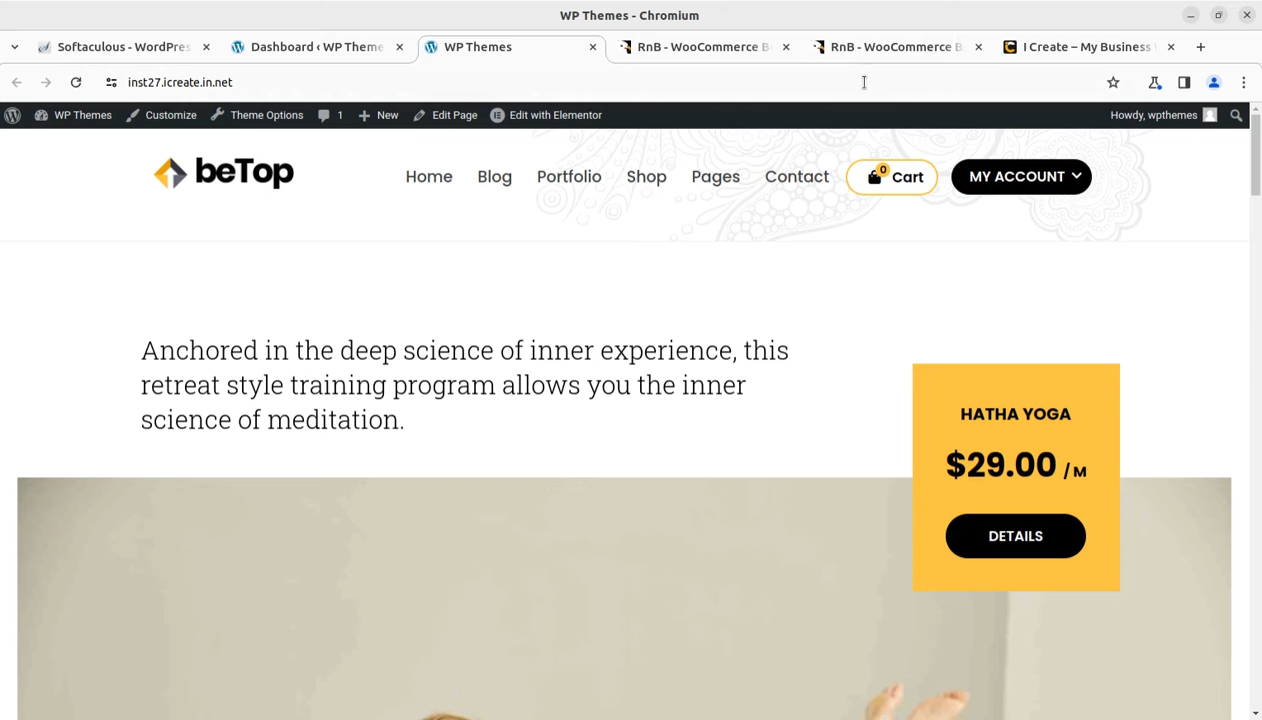 WP Themes - Chromium
Softaculous - WordPres
Dashboard ‹ WP Theme
WP Themes
RnB - WooCommerce B
RnB - WooCommerce B
I Create – My Business
inst27.icreate.in.net
WP Themes
Customize
Theme Options
1
New
Edit Page
Edit with Elementor
Howdy, wpthemes
beTop
Home
Blog
Portfolio
Shop
Pages
Contact
0
Cart
MY ACCOUNT
Anchored in the deep science of inner experience, this
retreat style training program allows you the inner
science of meditation.
HATHA YOGA
$29.00 / M
DETAILS